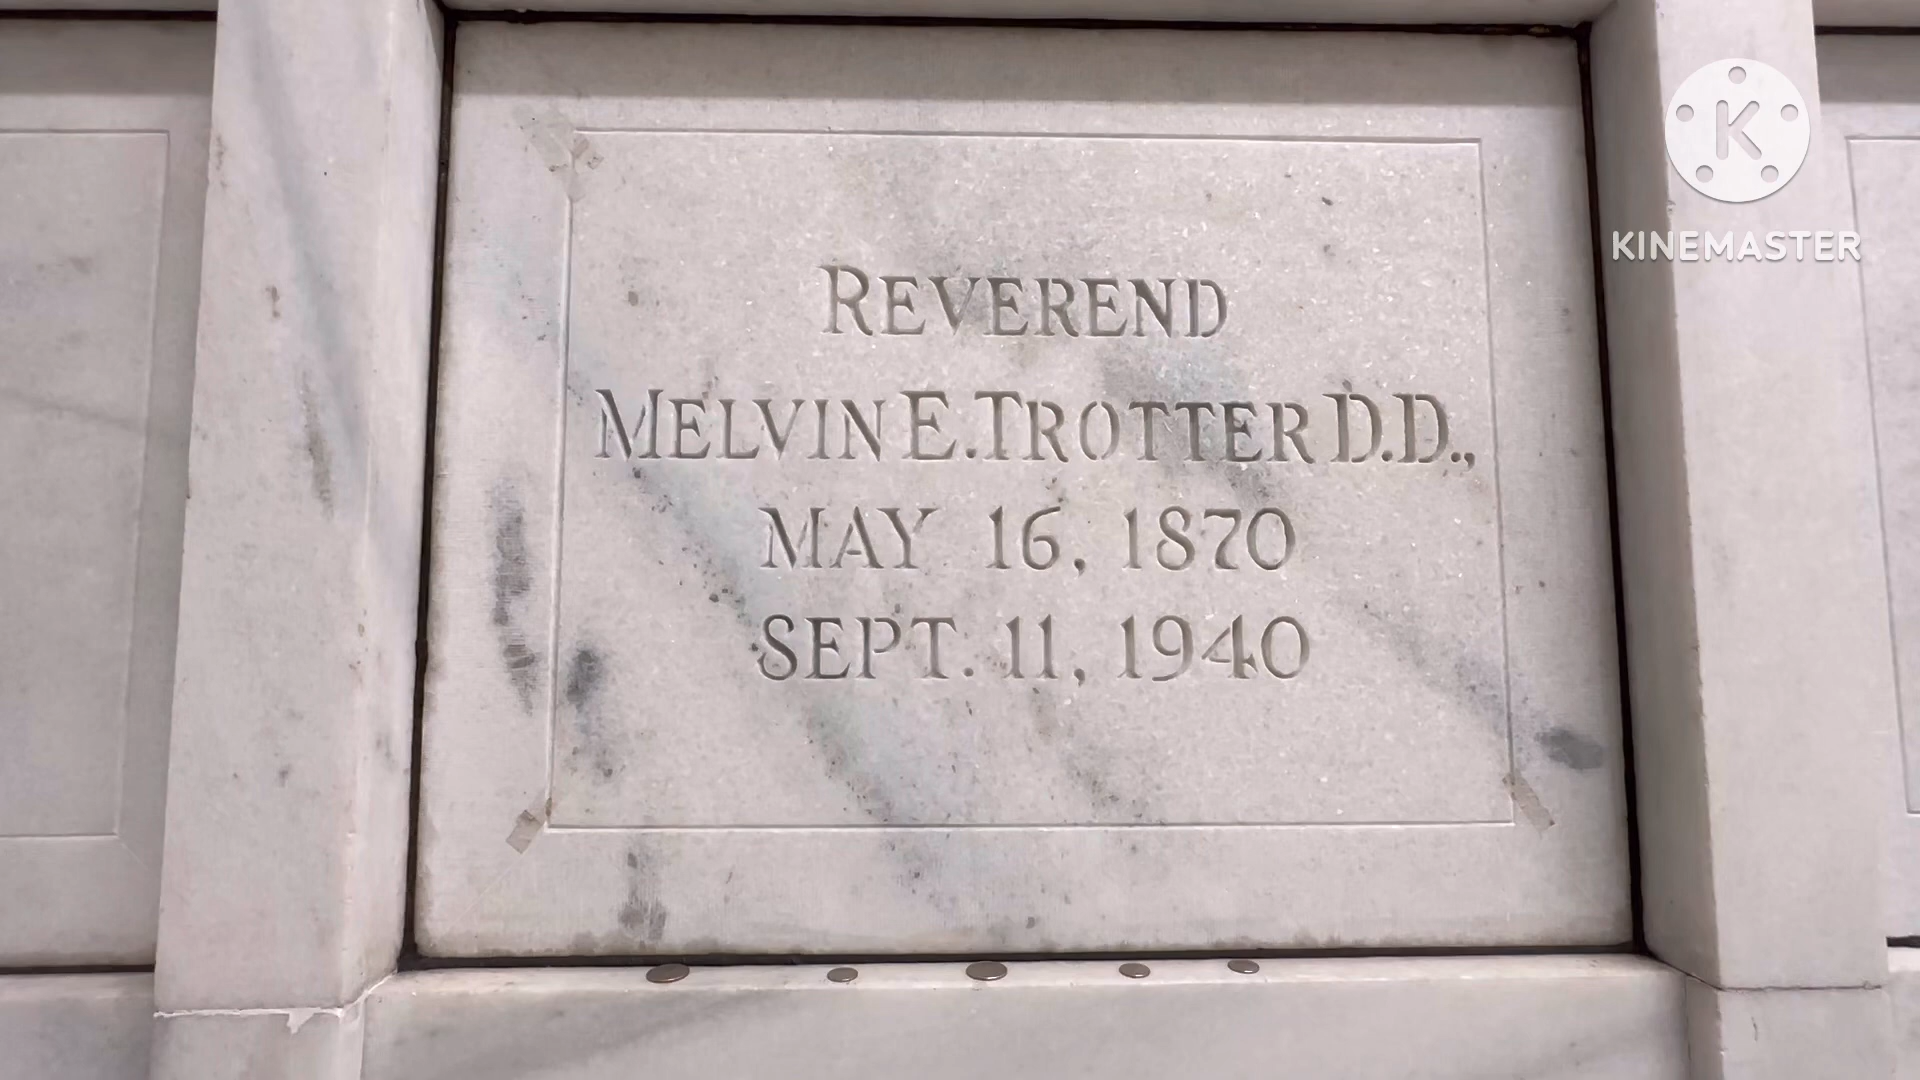 REVEREND
MELVIN E. TROTTER D.D.,
MAY 16, 1870
SEPT. 11, 1940
K
KINEMASTER